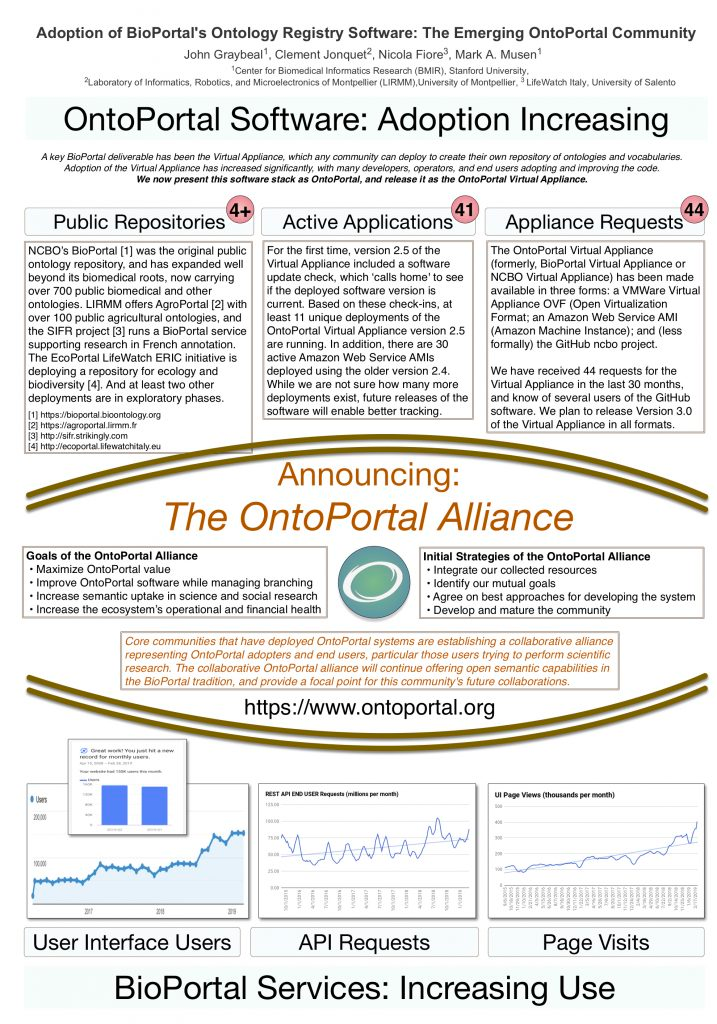 Adoption of BioPortal's Ontology Registry Software: The Emerging OntoPortal Community
John Graybeal1, Clement Jonquet2, Nicola Fiore3, Mark A. Musen1
1Center for Biomedical Informatics Research (BMIR), Stanford University,
2Laboratory of Informatics, Robotics, and Microelectronics of Montpellier (LIRMM),University of Montpellier, 3 LifeWatch Italy, University of Salento
OntoPortal Software: Adoption Increasing
A key BioPortal deliverable has been the Virtual Appliance, which any community can deploy to create their own repository of ontologies and vocabularies.
Adoption of the Virtual Appliance has increased significantly, with many developers, operators, and end users adopting and improving the code.
We now present this software stack as OntoPortal, and release it as the OntoPortal Virtual Appliance.
Public Repositories 4+
NCBO's BioPortal [1] was the original public
ontology repository, and has expanded well
beyond its biomedical roots, now carrying
over 700 public biomedical and other
ontologies. LIRMM offers AgroPortal [2] with
over 100 public agricultural ontologies, and
the SIFR project [3] runs a BioPortal service
supporting research in French annotation.
The EcoPortal LifeWatch ERIC initiative is
deploying a repository for ecology and
biodiversity [4]. And at least two other
deployments are in exploratory phases.
[1] https://bioportal.bioontology.org
[2] https://agroportal.lirmm.fr
[3] http://sifr.strikingly.com
[4] http://ecoportal.lifewatchitaly.eu
Active Applications 41
For the first time, version 2.5 of the
Virtual Appliance included a software
update check, which 'calls home' to see
if the deployed software version is
current. Based on these check-ins, at
least 11 unique deployments of the
OntoPortal Virtual Appliance version 2.5
are running. In addition, there are 30
active Amazon Web Service AMIs
deployed using the older version 2.4.
While we are not sure how many more
deployments exist, future releases of the
software will enable better tracking.
Appliance Requests 44
The OntoPortal Virtual Appliance
(formerly, BioPortal Virtual Appliance or
NCBO Virtual Appliance) has been made
available in three forms: a VMWare Virtual
Appliance OVF (Open Virtualization
Format; an Amazon Web Service AMI
(Amazon Machine Instance); and (less
formally) the GitHub ncbo project.
We have received 44 requests for the
Virtual Appliance in the last 30 months,
and know of several users of the GitHub
software. We plan to release Version 3.0
of the Virtual Appliance in all formats.
Announcing:
The OntoPortal Alliance
Goals of the OntoPortal Alliance
• Maximize OntoPortal value
• Improve OntoPortal software while managing branching
• Increase semantic uptake in science and social research
• Increase the ecosystem's operational and financial health
Initial Strategies of the OntoPortal Alliance
• Integrate our collected resources
• Identify our mutual goals
• Agree on best approaches for developing the system
• Develop and mature the community
Core communities that have deployed OntoPortal systems are establishing a collaborative alliance
representing OntoPortal adopters and end users, particular those users trying to perform scientific
research. The collaborative OntoPortal alliance will continue offering open semantic capabilities in
the BioPortal tradition, and provide a focal point for this community's future collaborations.
https://www.ontoportal.org
Great work! You just hit a new
record for monthly users.
Your website had 155K users this month
Users
Users
200,000
100,000
2017
2018
2019
REST API END USER Requests (millions per month)
125.00
100.00
75.00
50.00
25.00
0.00
UI Page Views (thousands per month)
500
400
300
200
100
0
User Interface Users
API Requests
Page Visits
BioPortal Services: Increasing Use